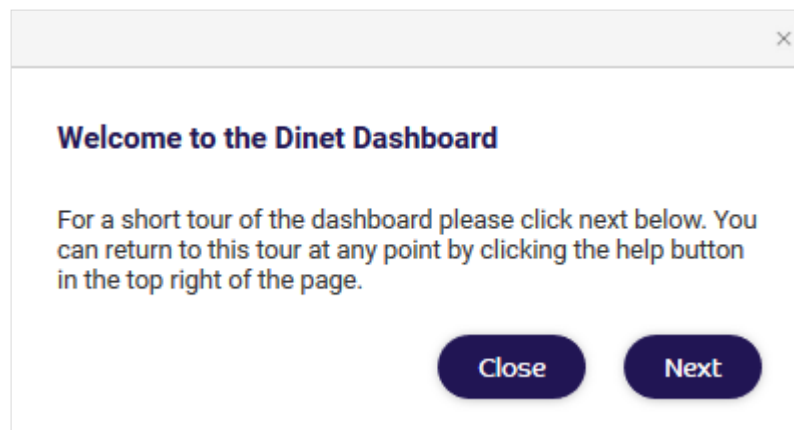 Welcome to the Dinet Dashboard
For a short tour of the dashboard please click next below. You
can return to this tour at any point by clicking the help button
in the top right of the page.
Close Next